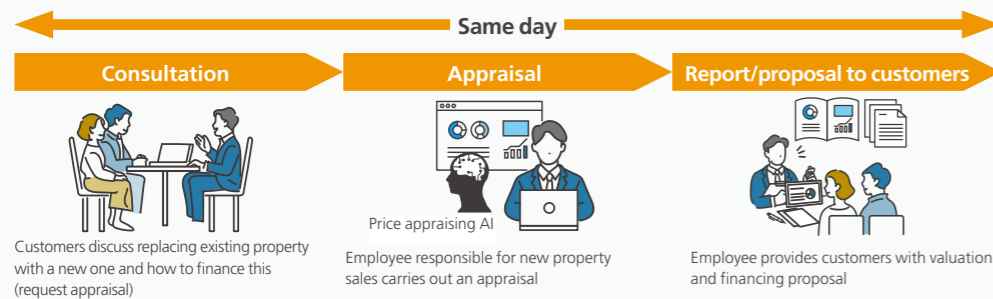 Same day
Consultation
Appraisal
Report/proposal to customers
Price appraising AI
Customers discuss replacing existing property
with a new one and how to finance this
(request appraisal)
Employee responsible for new property
sales carries out an appraisal
Employee provides customers with valuation
and financing proposal